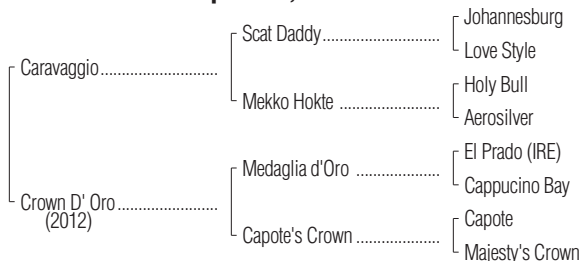 Johannesburg
Scat Daddy
Love Style
Caravaggio
Holy Bull
Mekko Hokte
Aerosilver
El Prado (IRE)
Medaglia d'Oro
Cappucino Bay
Crown D' Oro
(2012)
Capote
Capote's Crown
Majesty's Crown